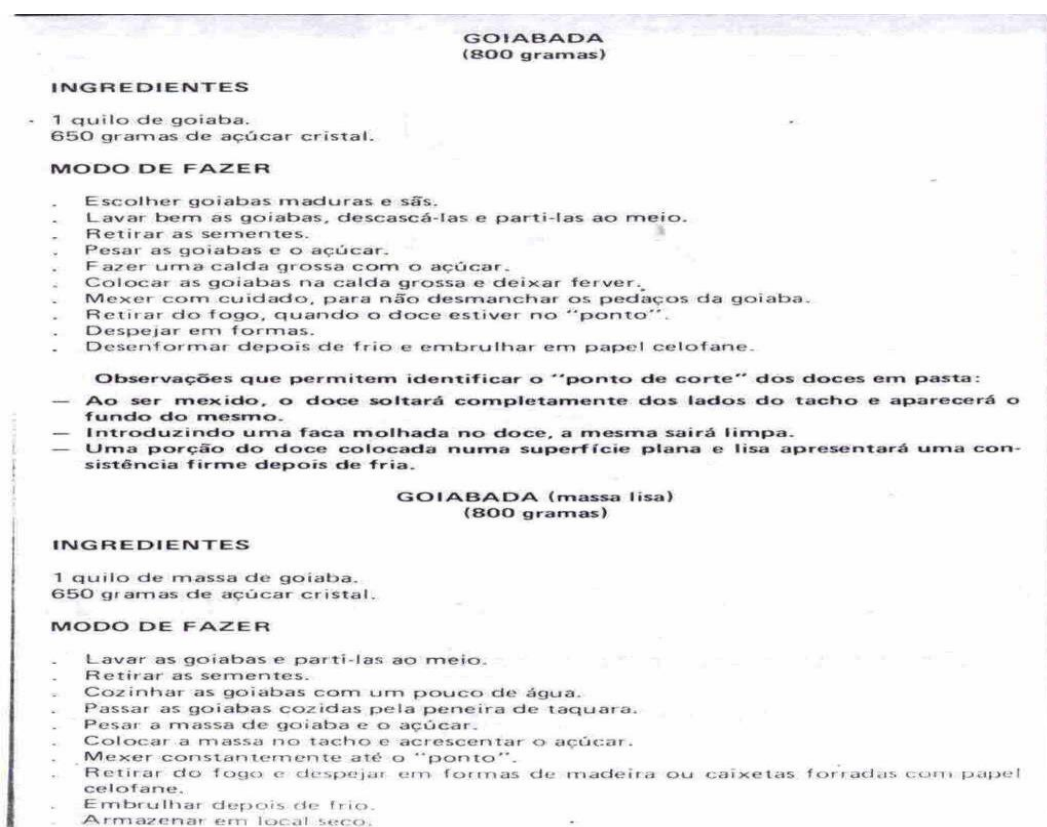 GOIABADA
(800 gramas)
INGREDIENTES
1 quilo de goiaba.
650 gramas de açúcar cristal.
MODO DE FAZER
. Escolher goiabas maduras e sãs.
. Lavar bem as goiabas, descascá-las e parti-las ao meio.
. Retirar as sementes.
. Pesar as goiabas e o açúcar.
. Fazer uma calda grossa com o açúcar.
. Colocar as goiabas na calda grossa e deixar ferver.
. Mexer com cuidado, para não desmanchar os pedaços da goiaba.
. Retirar do fogo, quando o doce estiver no "ponto".
. Despejar em formas.
. Desenformar depois de frio e embrulhar em papel celofane.
Observações que permitem identificar o "ponto de corte" dos doces em pasta:
— Ao ser mexido, o doce soltará completamente dos lados do tacho e aparecerá o
fundo do mesmo.
— Introduzindo uma faca molhada no doce, a mesma sairá limpa.
— Uma porção do doce colocada numa superfície plana e lisa apresentará uma con-
sistência firme depois de fria.
GOIABADA (massa lisa)
(800 gramas)
INGREDIENTES
1 quilo de massa de goiaba.
650 gramas de açúcar cristal.
MODO DE FAZER
. Lavar as goiabas e parti-las ao meio.
. Retirar as sementes.
. Cozinhar as goiabas com um pouco de água.
. Passar as goiabas cozidas pela peneira de taquara.
. Pesar a massa de goiaba e o açúcar.
. Colocar a massa no tacho e acrescentar o açúcar.
. Mexer constantemente até o "ponto".
. Retirar do fogo e despejar em formas de madeira ou caixetas forradas com papel
celofane.
. Embrulhar depois de frio.
. Armazenar em local seco.